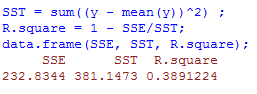 SST = sum((y - mean(y))^2) ;
R.square = 1 - SSE/SST;
data.frame(SSE, SST, R.square);
SSE SST R.square
232.8344 381.1473 0.3891224